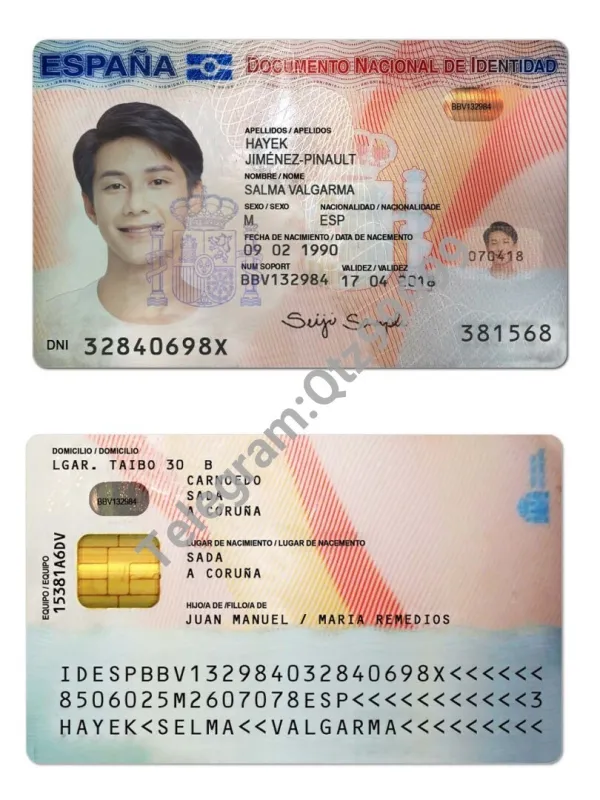 ESPAÑA
DOCUMENTO NACIONAL DE IDENTIDAD
BBV132984
APELLIDOS / APELIDOS
HAYEK
JIMÉNEZ-PINAULT
NOMBRE / NOME
SALMA VALGARMA
SEXO / SEXO NACIONALIDAD / NACIONALIDADE
M ESP
FECHA DE NACIMIENTO / DATA DE NACEMENTO
09 02 1990
NUM SOPORT VALIDEZ / VALIDEZ
BBV132984 17 04
070418
DNI 32840698X
381568
Telegram:
DOMICILIO / DOMICILIO
LGAR. TAIBO 30 B
CARNOEDO
SADA
A CORUÑA
BBV132984
EQUIPO / EQUIPO
15381A6DV
LUGAR DE NACIMIENTO / LUGAR DE NACEMENTO
SADA
A CORUÑA
HIJO/A DE /FILLO/A DE
JUAN MANUEL / MARIA REMEDIOS
IDESPBBV132984032840698X<<<<<<
8506025M2607078ESP<<<<<<<<<<<3
HAYEK<SELMA<<VALGARMA<<<<<<<<<